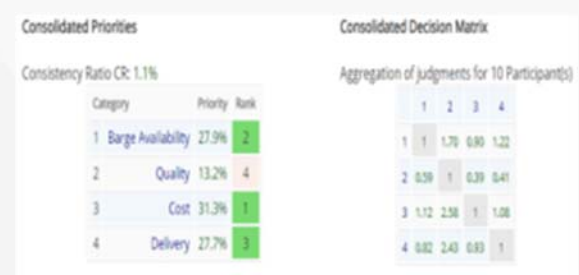 Consolidated Priorities
Consistency Ratio CR: 1.1%
Category Priority Rank
1 Barge Availability 27.9% 2
2 Quality 13.2% 4
3 Cost 31.3% 1
4 Delivery 27.7% 3
Consolidated Decision Matrix
Aggregation of judgments for 10 Participant(s)
1 2 3 4
1 1 1.70 0.90 1.22
2 0.59 1 0.39 0.41
3 1.12 2.58 1 1.08
4 0.82 2.43 0.93 1